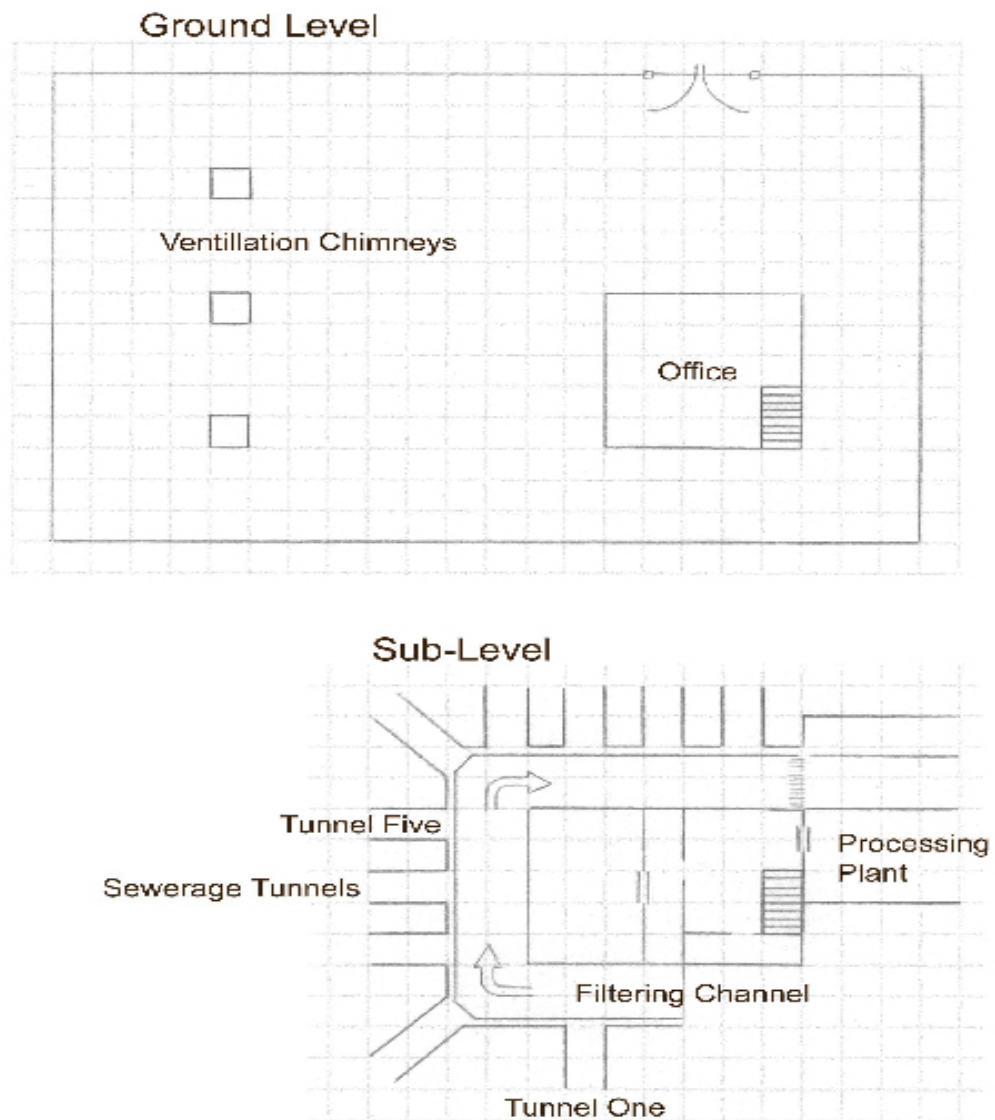 Ground Level
Ventillation Chimneys
Office
Sub-Level
Tunnel Five
Processing
Plant
Sewerage Tunnels
Filtering Channel
Tunnel One